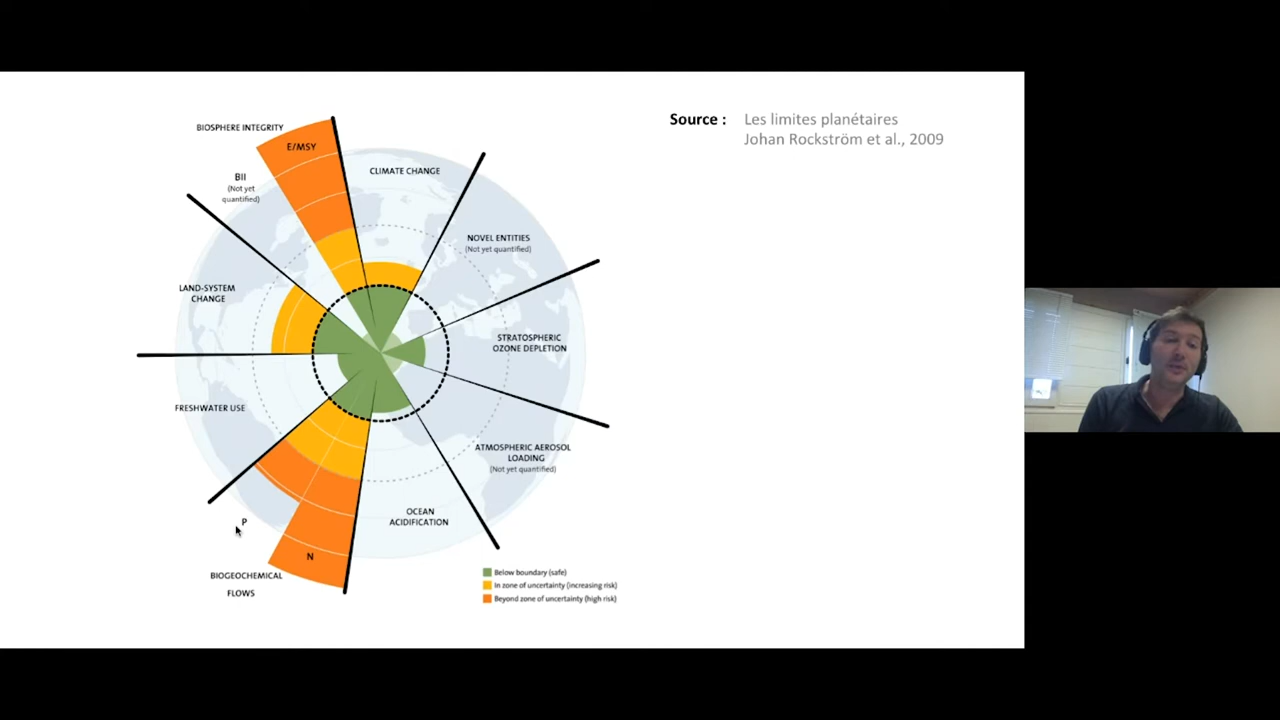 Source : Les limites planétaires
Johan Rockström et al., 2009
BIOSPHERE INTEGRITY
E/MSY
BII
(Not yet
quantified)
CLIMATE CHANGE
NOVEL ENTITIES
(Not yet quantified)
LAND-SYSTEM
CHANGE
STRATOSPHERIC
OZONE DEPLETION
FRESHWATER USE
ATMOSPHERIC AEROSOL
LOADING
(Not yet quantified)
OCEAN
ACIDIFICATION
P
N
BIOGEOCHEMICAL
FLOWS
Below boundary (safe)
In zone of uncertainty (increasing risk)
Beyond zone of uncertainty (high risk)